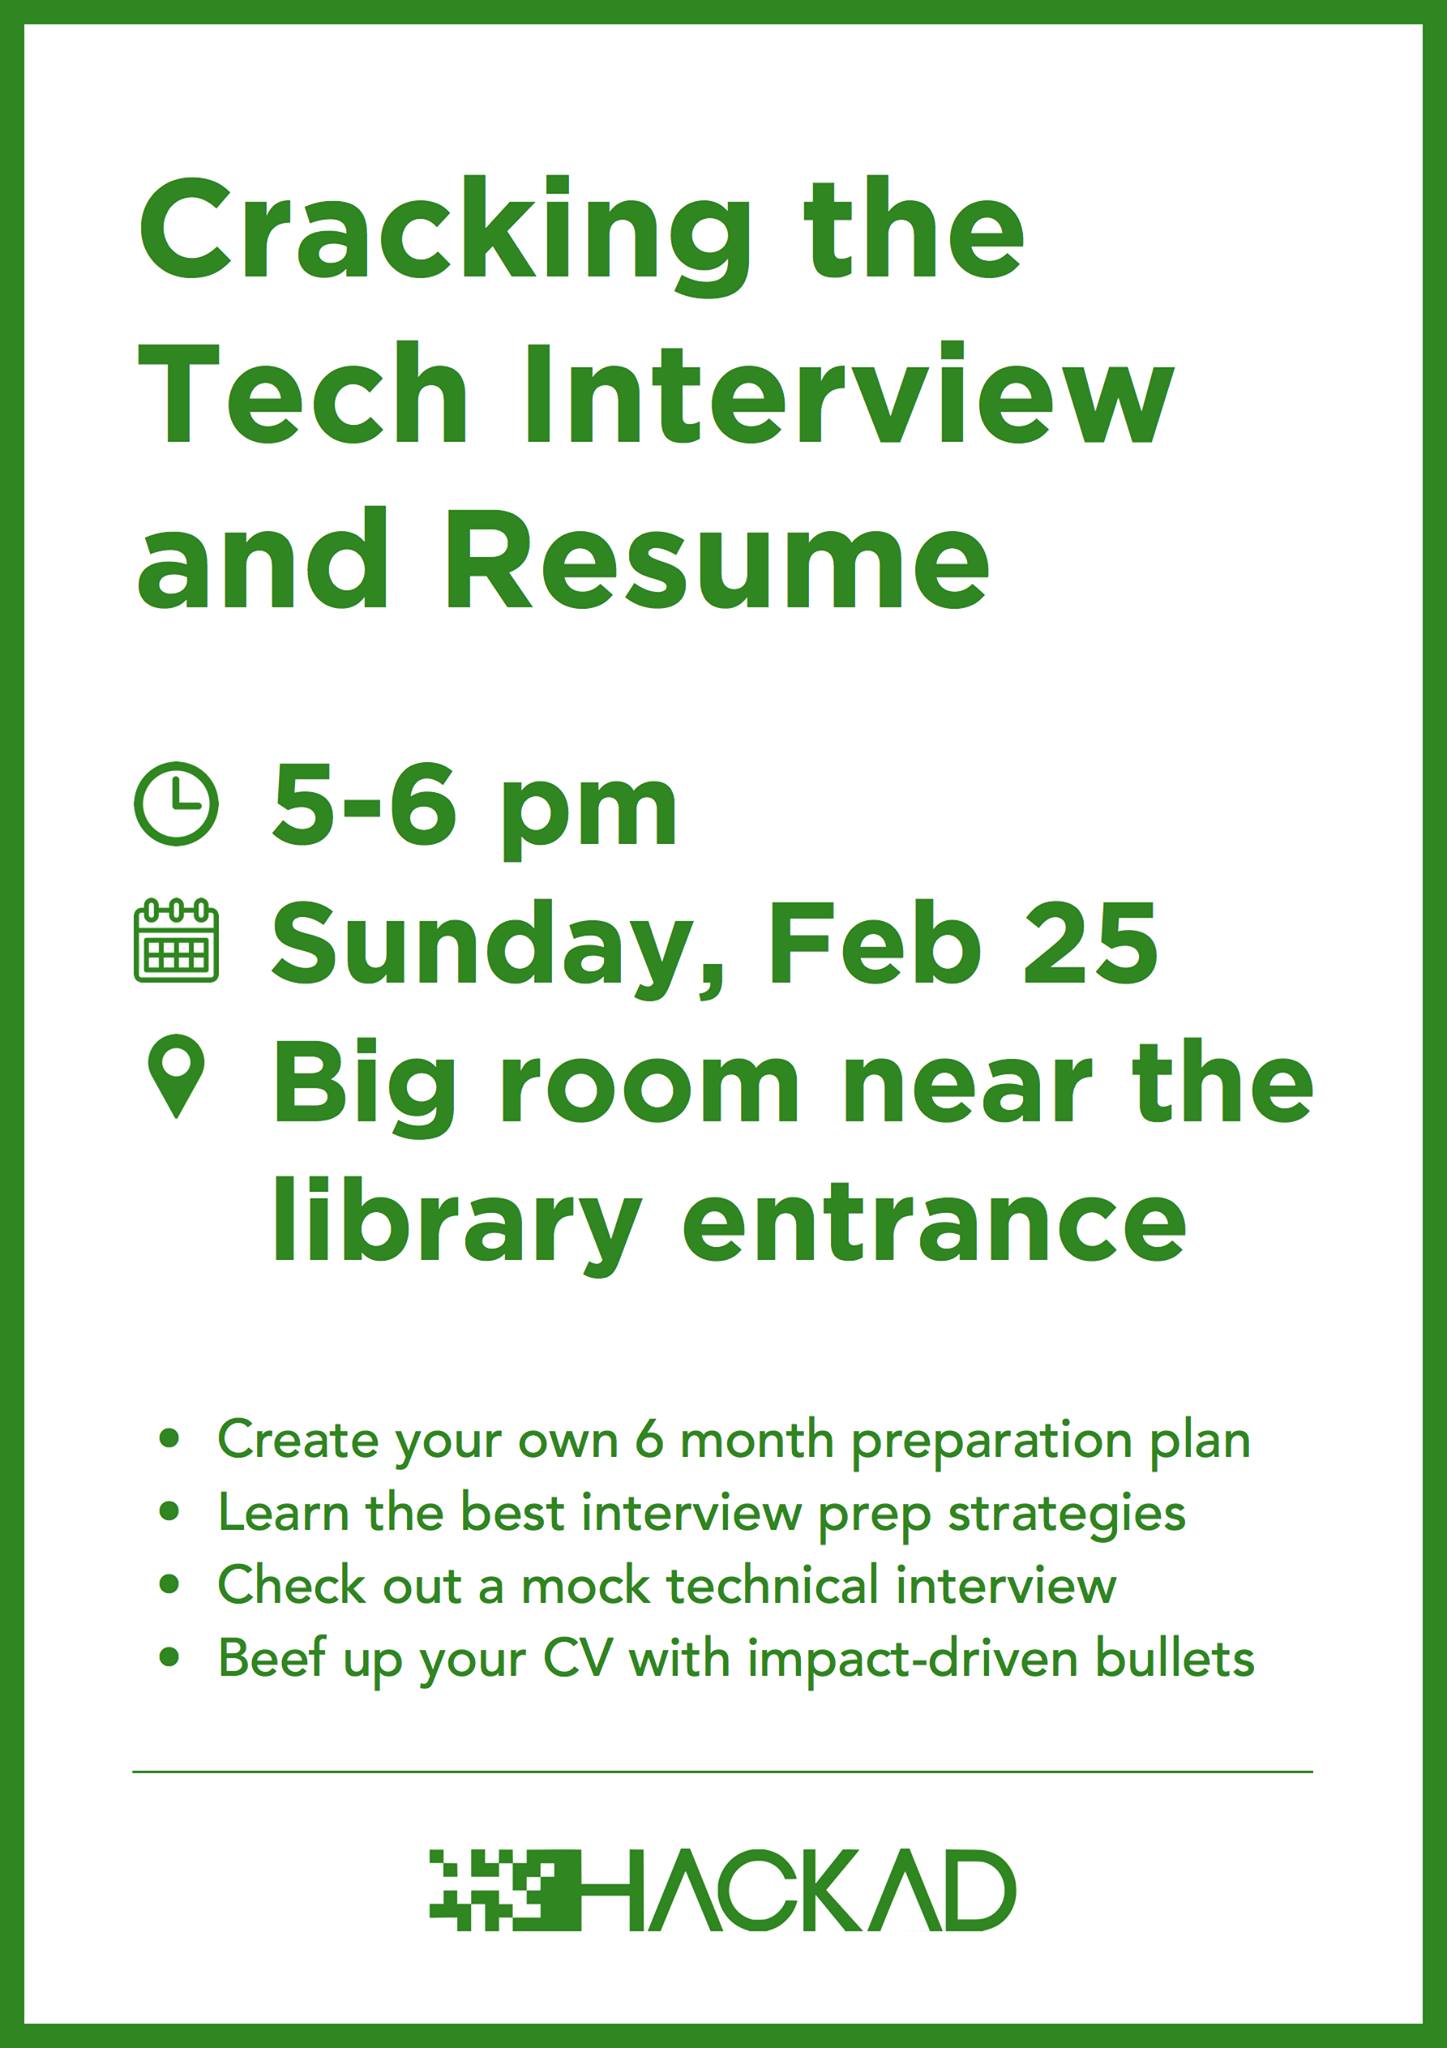 Cracking the
Tech Interview
and Resume
5-6 pm
Sunday, Feb 25
Big room near the
library entrance
• Create your own 6 month preparation plan
• Learn the best interview prep strategies
• Check out a mock technical interview
• Beef up your CV with impact-driven bullets
HACKAD